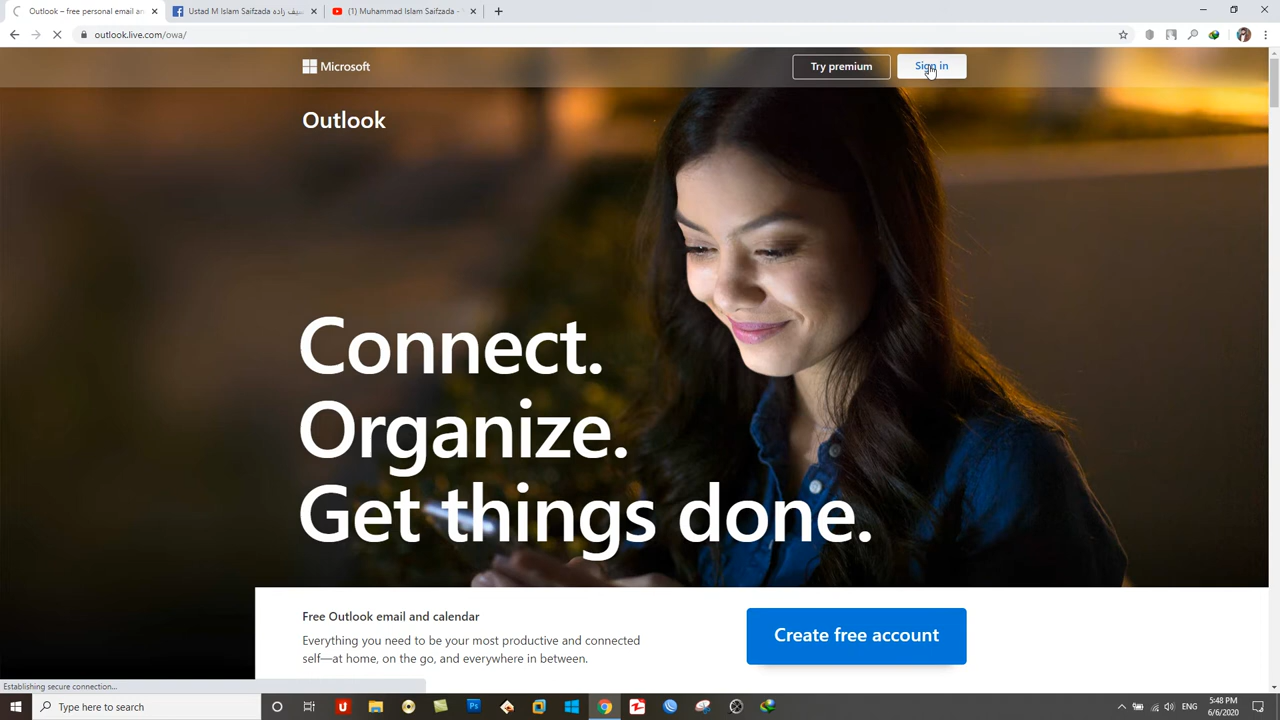 Outlook – free personal email an
Ustad M Islam Saifzada سیف زاده
(1) Muhammad Islam Saifzada -
outlook.live.com/owa/
Microsoft
Try premium
Sign in
Outlook
Connect.
Organize.
Get things done.
Free Outlook email and calendar
Everything you need to be your most productive and connected
self—at home, on the go, and everywhere in between.
Create free account
Establishing secure connection...
Type here to search
ENG
5:48 PM
6/6/2020